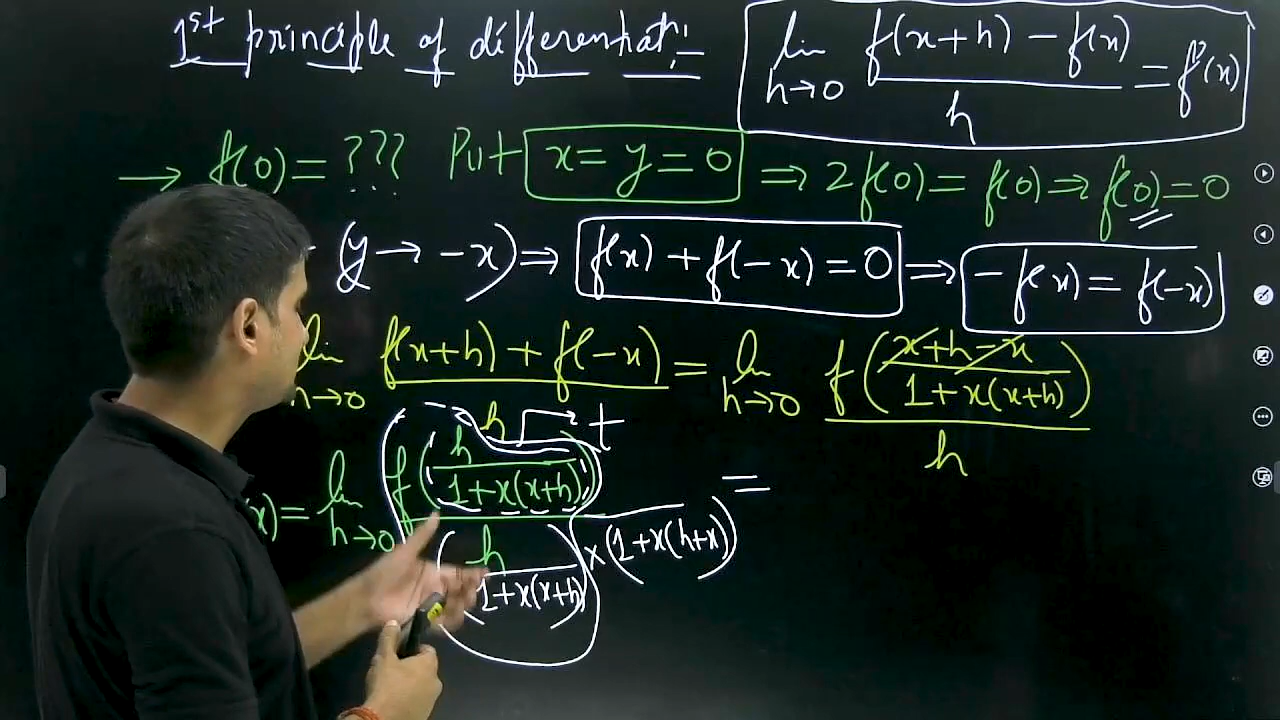 1st principle of differentiatn:- lim h→0 f(x+h) - f(x) / h = f'(x)
→ f(0) = ??? Put x = y = 0 ⇒ 2f(0) = f(0) ⇒ f(0) = 0
(y → -x) ⇒ f(x) + f(-x) = 0 ⇒ -f(x) = f(-x)
lim h→0 f(x+h) + f(-x) / h = lim h→0 f(x+h-x / 1+x(x+h)) / h
→ t
x) = lim h→0 f(h / 1+x(x+h)) / (h / 1+x(x+h)) × (1+x(h+x)) =